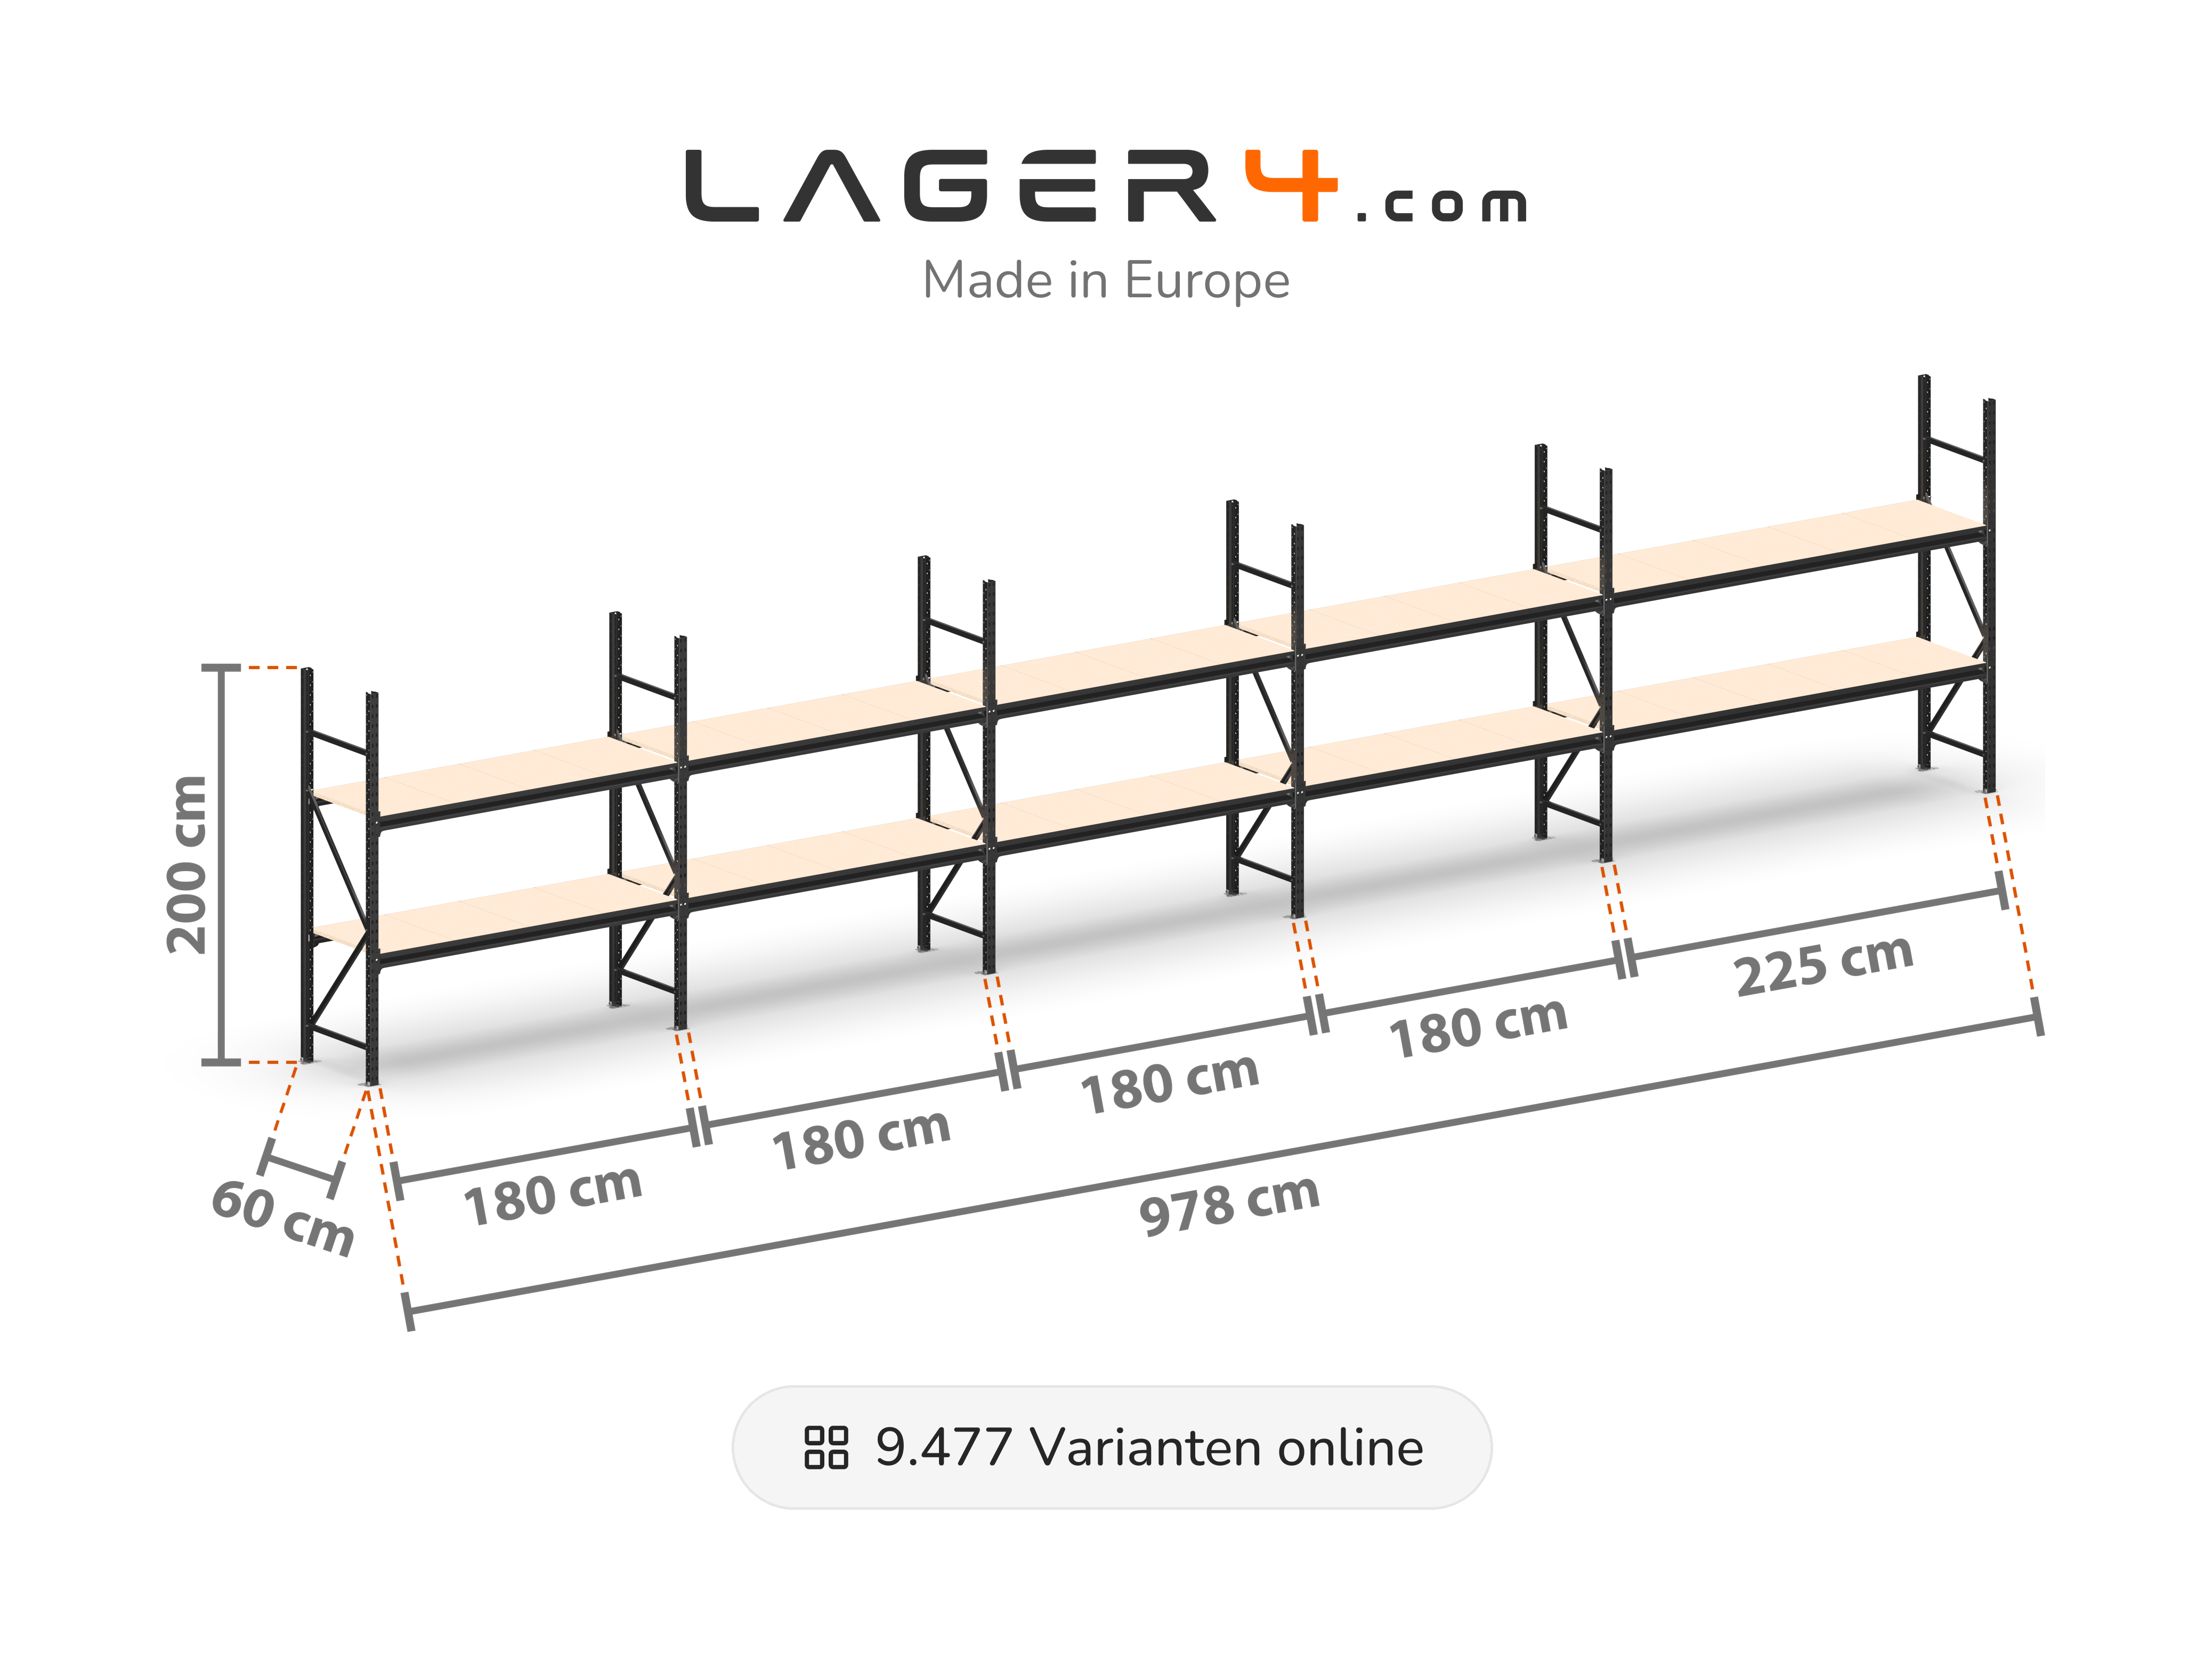 LAGER4.com
Made in Europe
200 cm
60 cm
180 cm
180 cm
180 cm
180 cm
225 cm
978 cm
9.477 Varianten online